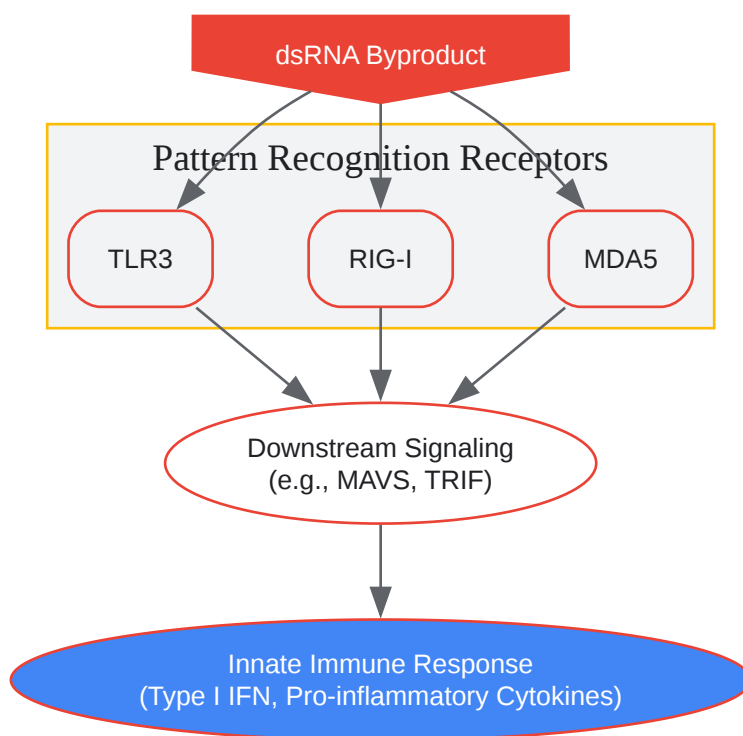 dsRNA Byproduct
Pattern Recognition Receptors
TLR3
RIG-I
MDA5
Downstream Signaling
(e.g., MAVS, TRIF)
Innate Immune Response
(Type I IFN, Pro-inflammatory Cytokines)